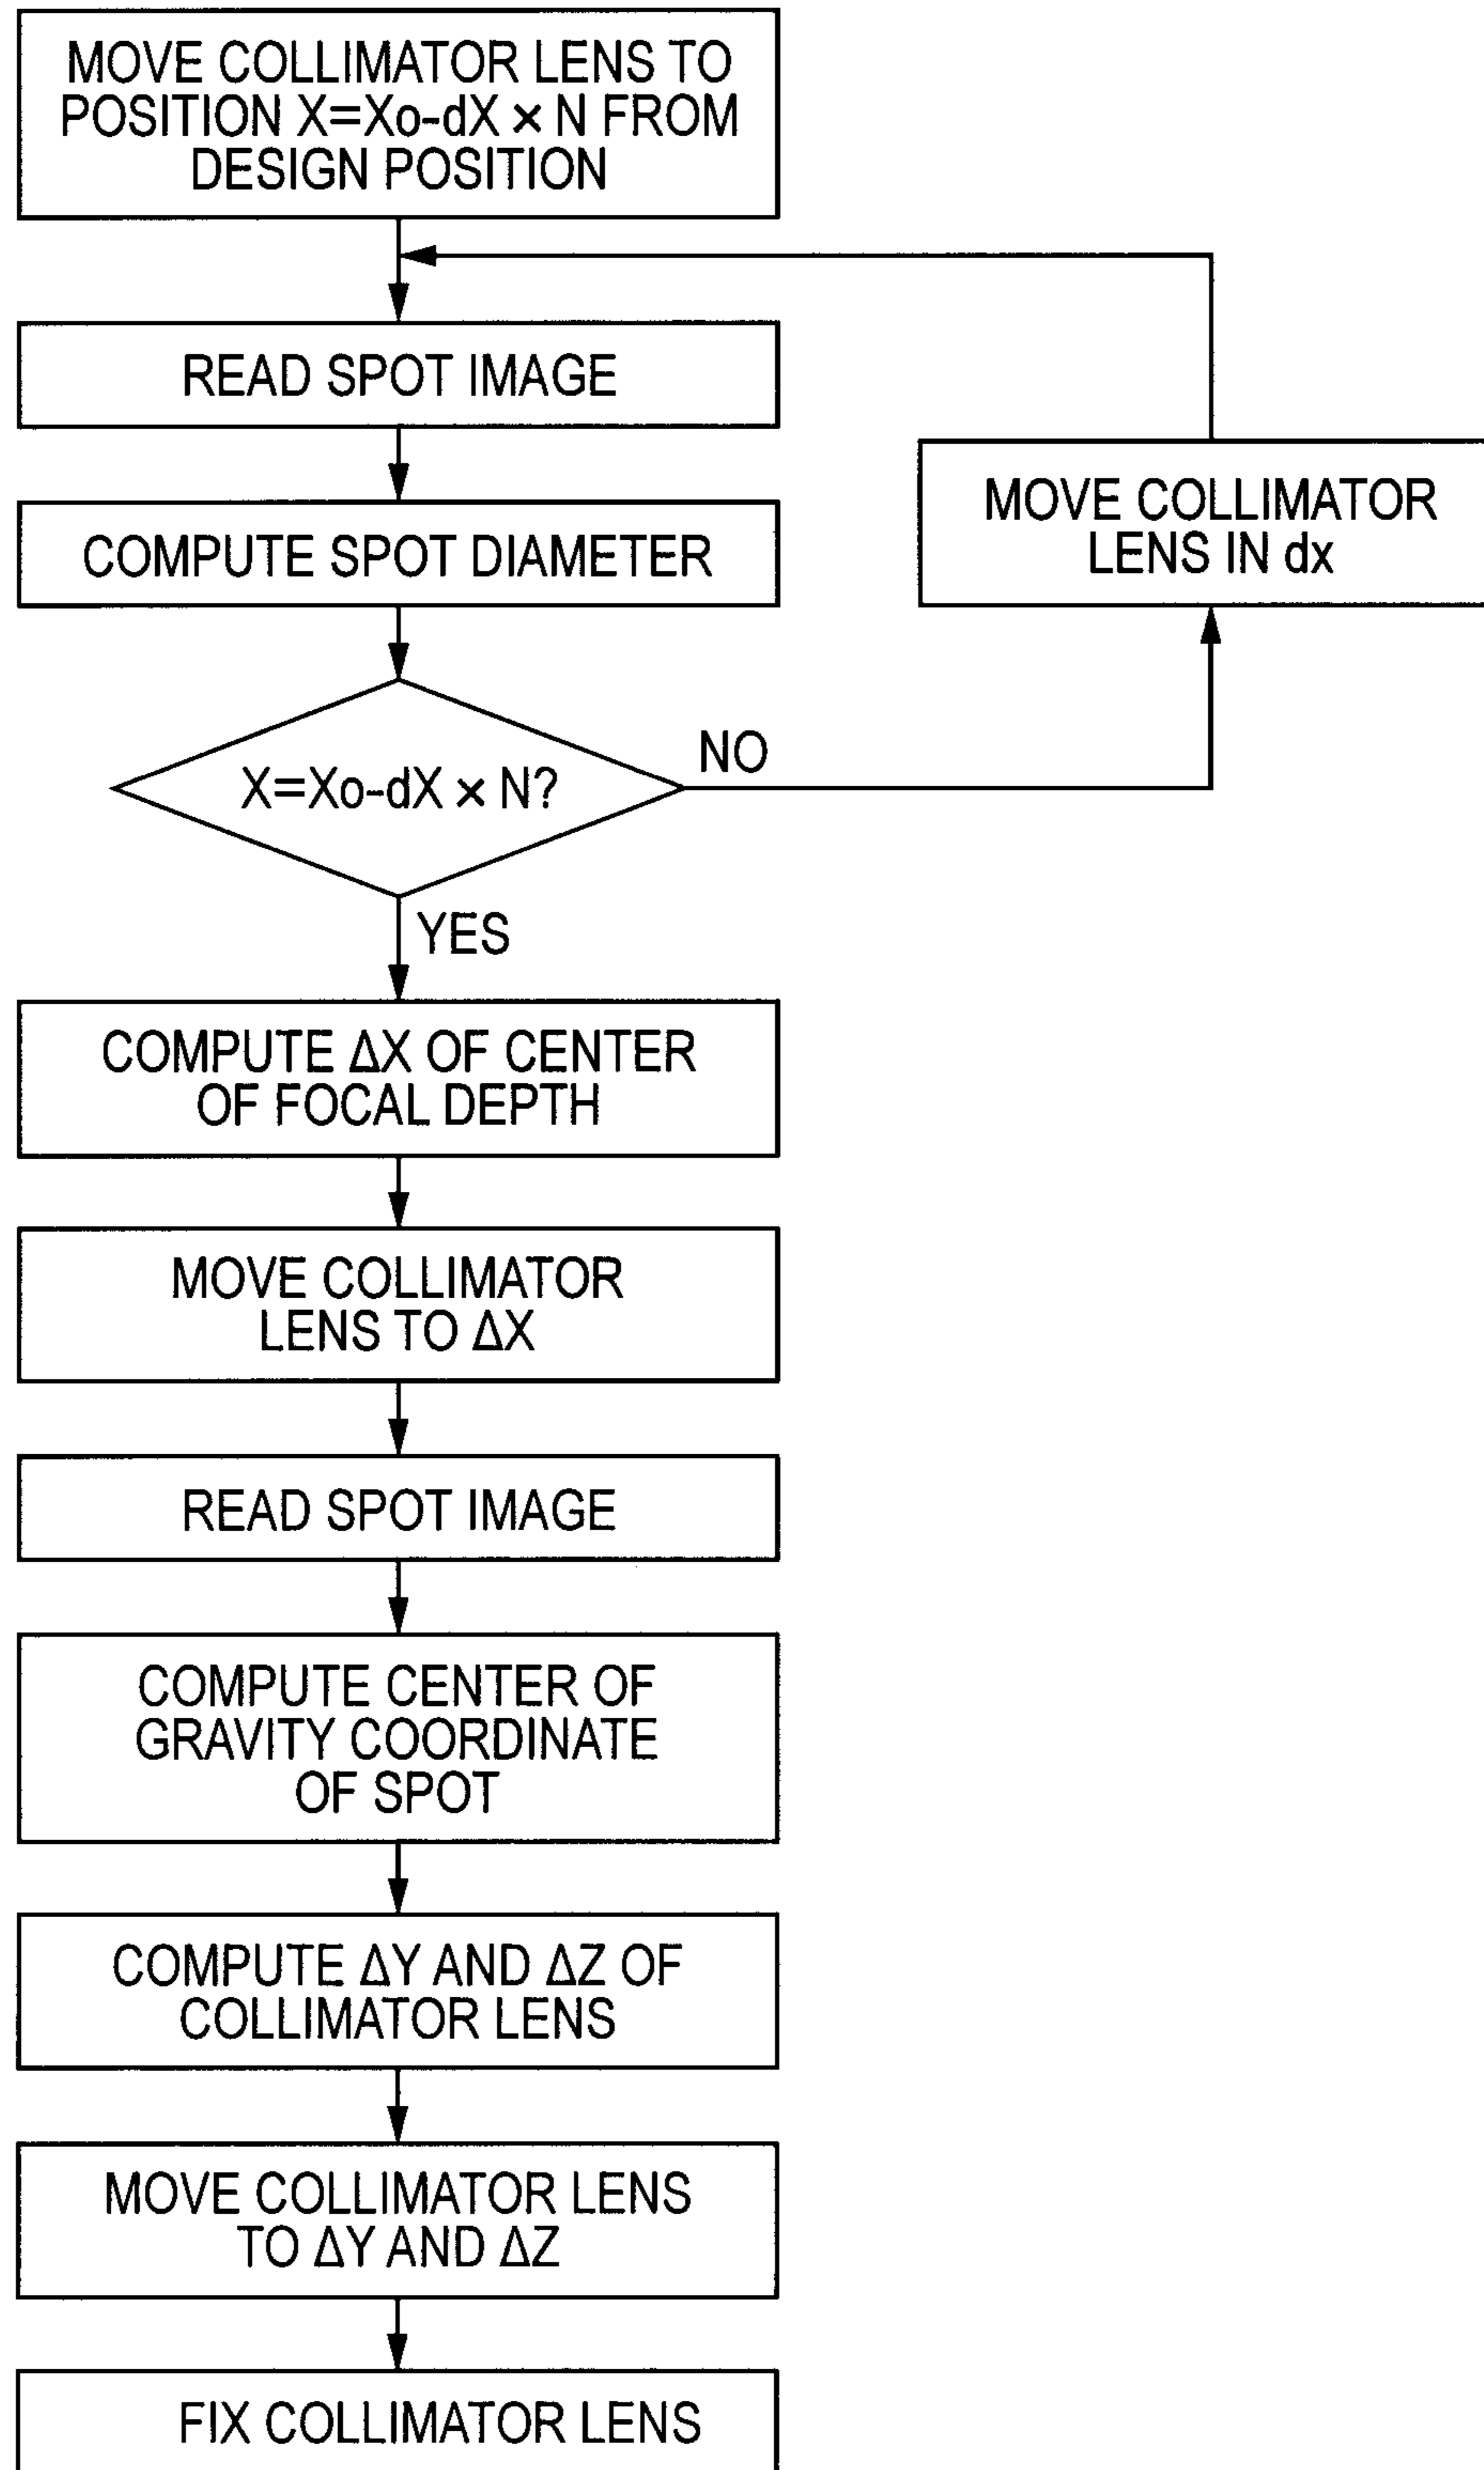 MOVE COLLIMATOR LENS TO
POSITION X=Xo-dX × N FROM
DESIGN POSITION
READ SPOT IMAGE
COMPUTE SPOT DIAMETER
MOVE COLLIMATOR
LENS IN dx
X=Xo-dX × N?
NO
YES
COMPUTE ΔX OF CENTER
OF FOCAL DEPTH
MOVE COLLIMATOR
LENS TO ΔX
READ SPOT IMAGE
COMPUTE CENTER OF
GRAVITY COORDINATE
OF SPOT
COMPUTE ΔY AND ΔZ OF
COLLIMATOR LENS
MOVE COLLIMATOR LENS
TO ΔY AND ΔZ
FIX COLLIMATOR LENS